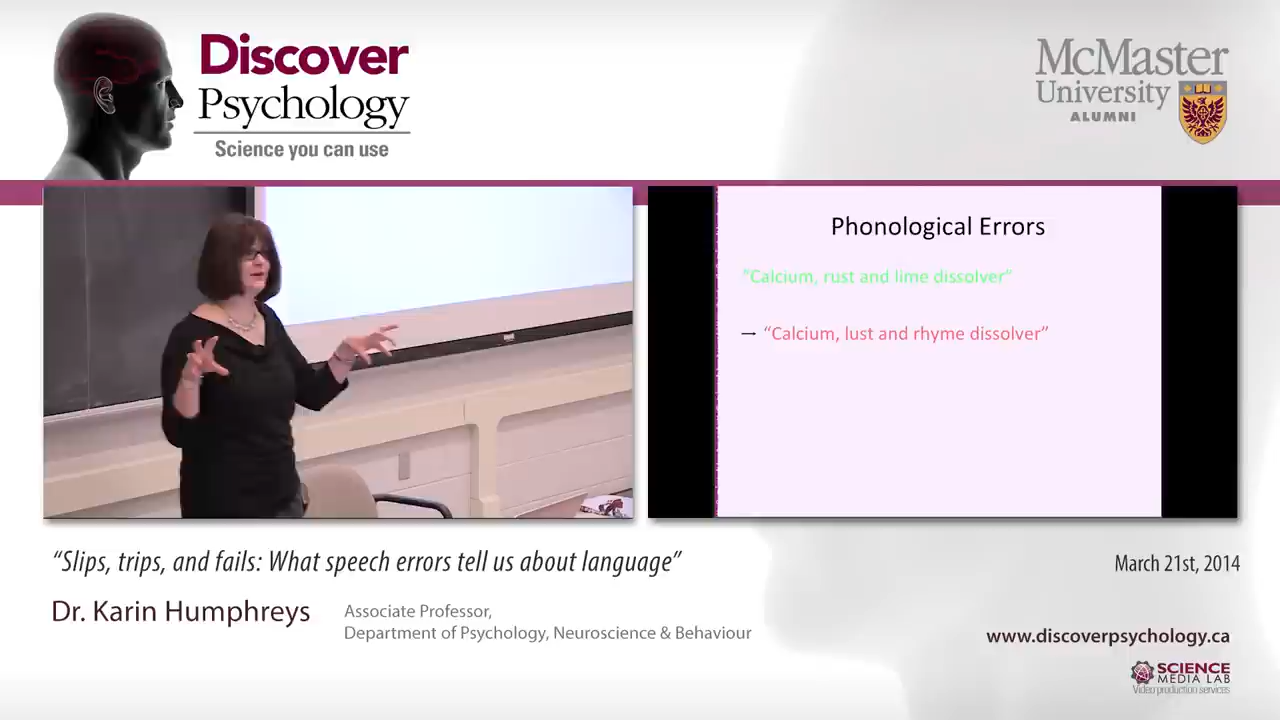 Discover
Psychology
Science you can use
McMaster
University
ALUMNI
Phonological Errors
"Calcium, rust and lime dissolver"
→ "Calcium, lust and rhyme dissolver"
“Slips, trips, and fails: What speech errors tell us about language”
March 21st, 2014
Dr. Karin Humphreys
Associate Professor,
Department of Psychology, Neuroscience & Behaviour
www.discoverpsychology.ca
SCIENCE
MEDIA LAB
Video production services